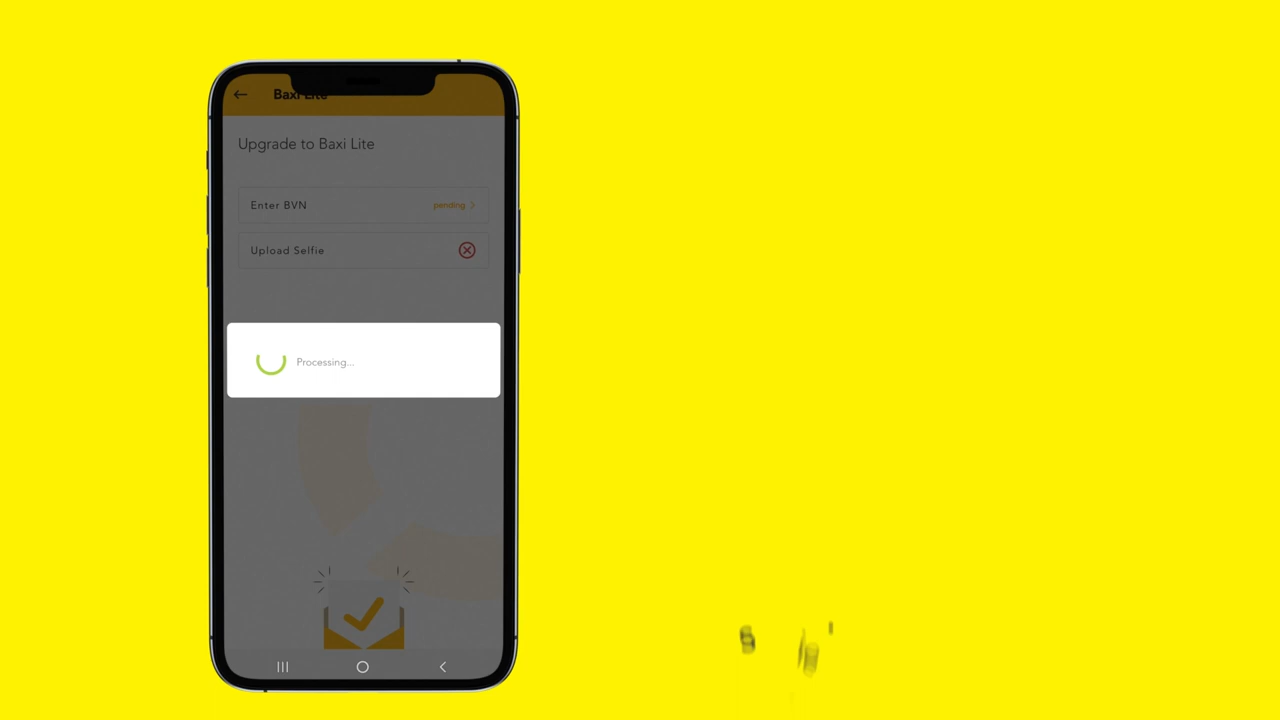 Baxi Lite
Upgrade to Baxi Lite
Enter BVN
pending
Upload Selfie
Processing...